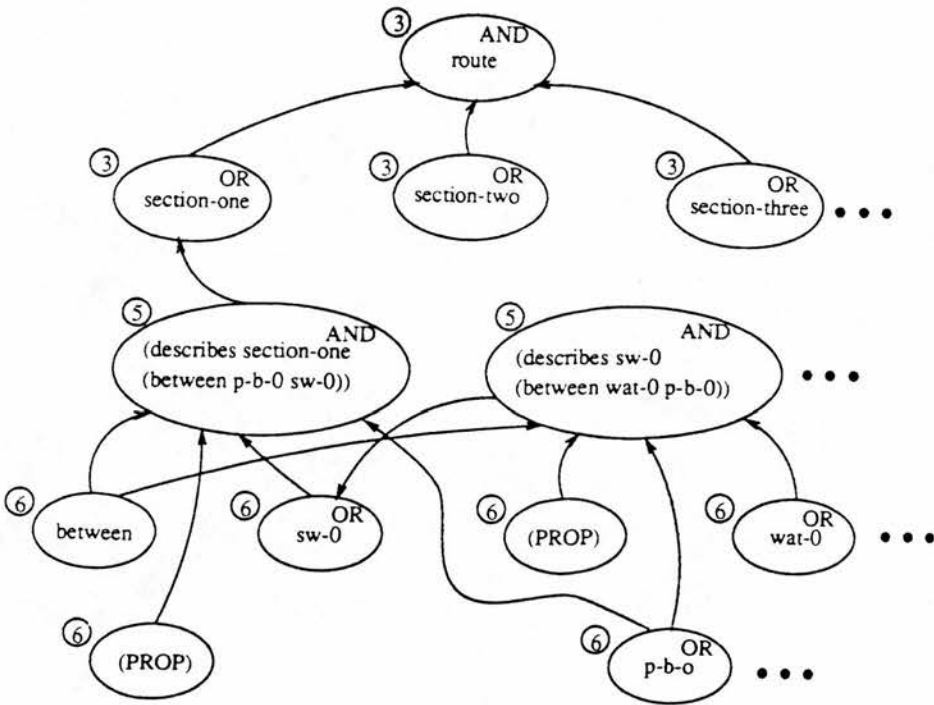 3
AND
route
3
OR
section-one
3
OR
section-two
3
OR
section-three
5
AND
(describes section-one
(between p-b-0 sw-0))
5
AND
(describes sw-0
(between wat-0 p-b-0))
6
between
6
OR
sw-0
6
(PROP)
6
OR
wat-0
6
(PROP)
6
OR
p-b-o